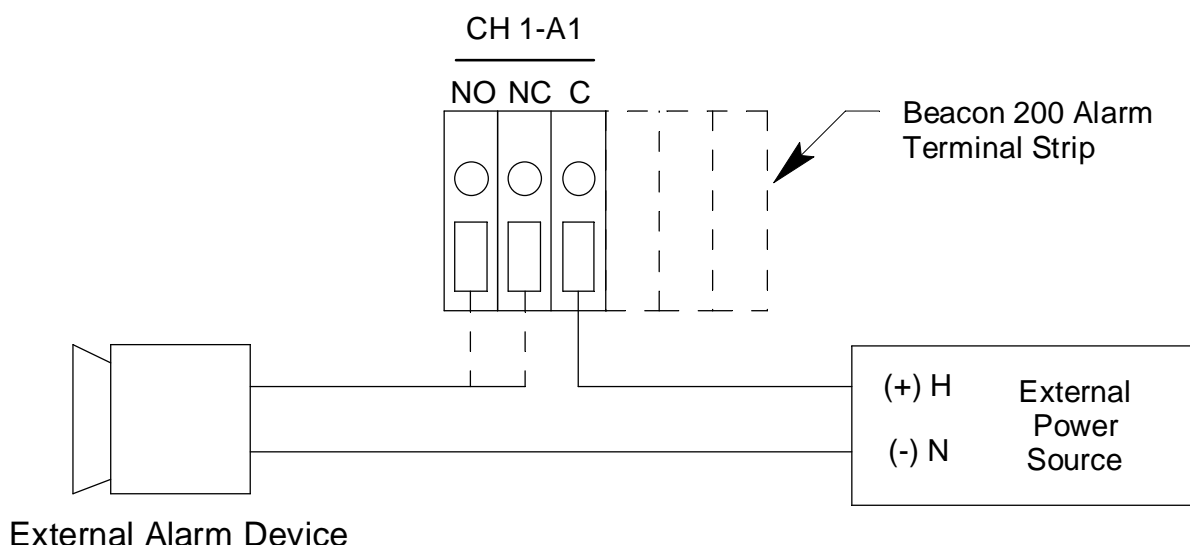 CH 1-A1
NO NC C
Beacon 200 Alarm
Terminal Strip
(+) H
(-) N
External
Power
Source
External Alarm Device